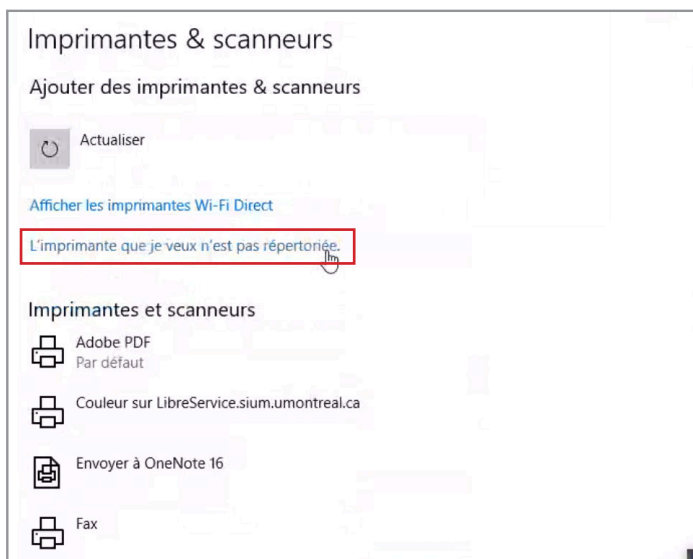 Imprimantes & scanneurs
Ajouter des imprimantes & scanneurs
Actualiser
Afficher les imprimantes Wi-Fi Direct
L'imprimante que je veux n'est pas répertoriée.
Imprimantes et scanneurs
Adobe PDF
Par défaut
Couleur sur LibreService.sium.umontreal.ca
Envoyer à OneNote 16
Fax